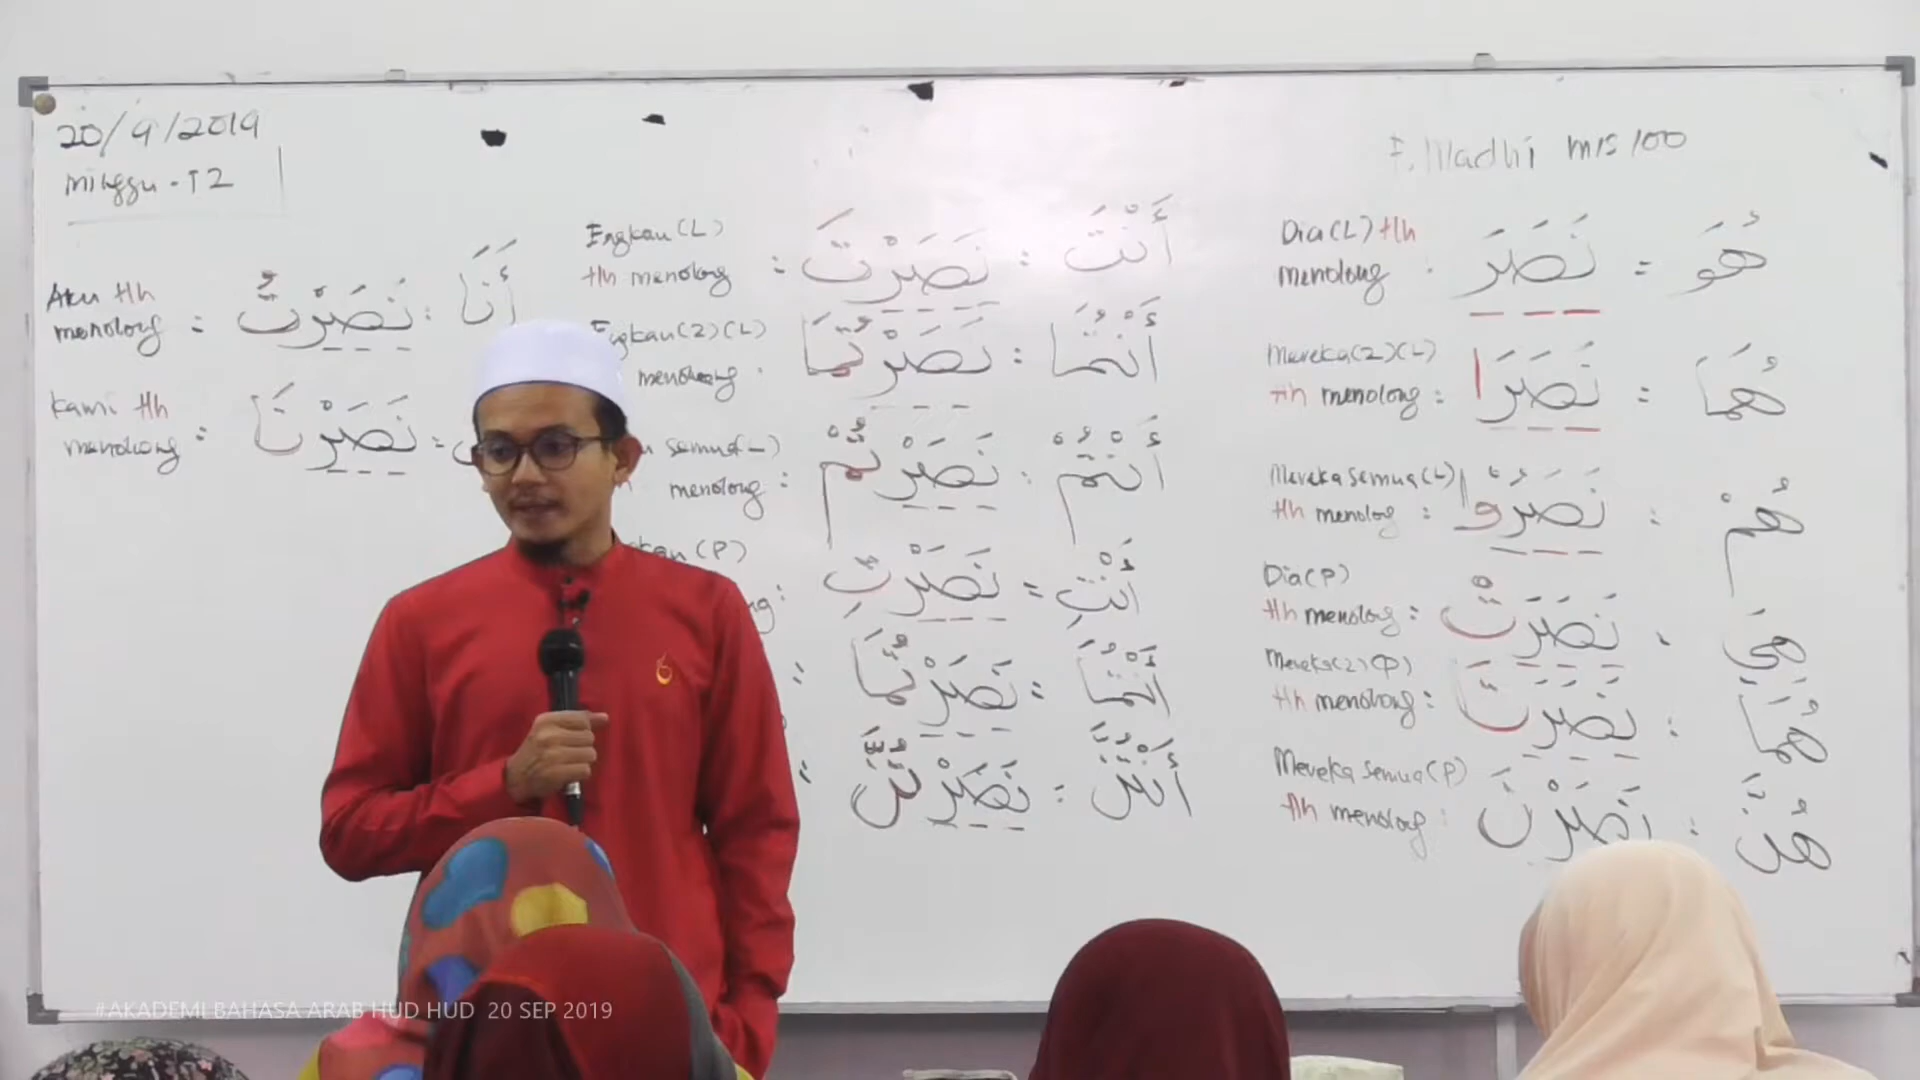 20/9/2019
minggu - 12
F. Madhi m/s 100
Dia(L) tlh
menolong : نَصَرَ = هُوَ
Mereka(2)(L)
tlh menolong : نَصَرَا = هُمَا
Mereka semua(L)
tlh menolong : نَصَرُوا : هُمْ
Dia(P)
tlh menolong : نَصَرَتْ : هِيَ
Mereka(2)(P)
tlh menolong : نَصَرَتَا : هُمَا
Mereka semua(P)
tlh menolong : نَصَرْنَ : هُنَّ
Engkau(L)
tlh menolong : نَصَرْتَ : أَنْتَ
Engkau(2)(L)
menolong : نَصَرْتُمَا : أَنْتُمَا
semua(L)
menolong : نَصَرْتُمْ : أَنْتُمْ
(P)
نَصَرْتِ = أَنْتِ
: نَصَرْتُمَا : أَنْتُمَا
: نَصَرْتُنَّ : أَنْتُنَّ
Aku tlh
menolong : نَصَرْتُ : أَنَا
Kami tlh
menolong : نَصَرْنَا =
#AKADEMI BAHASA ARAB HUD HUD 20 SEP 2019